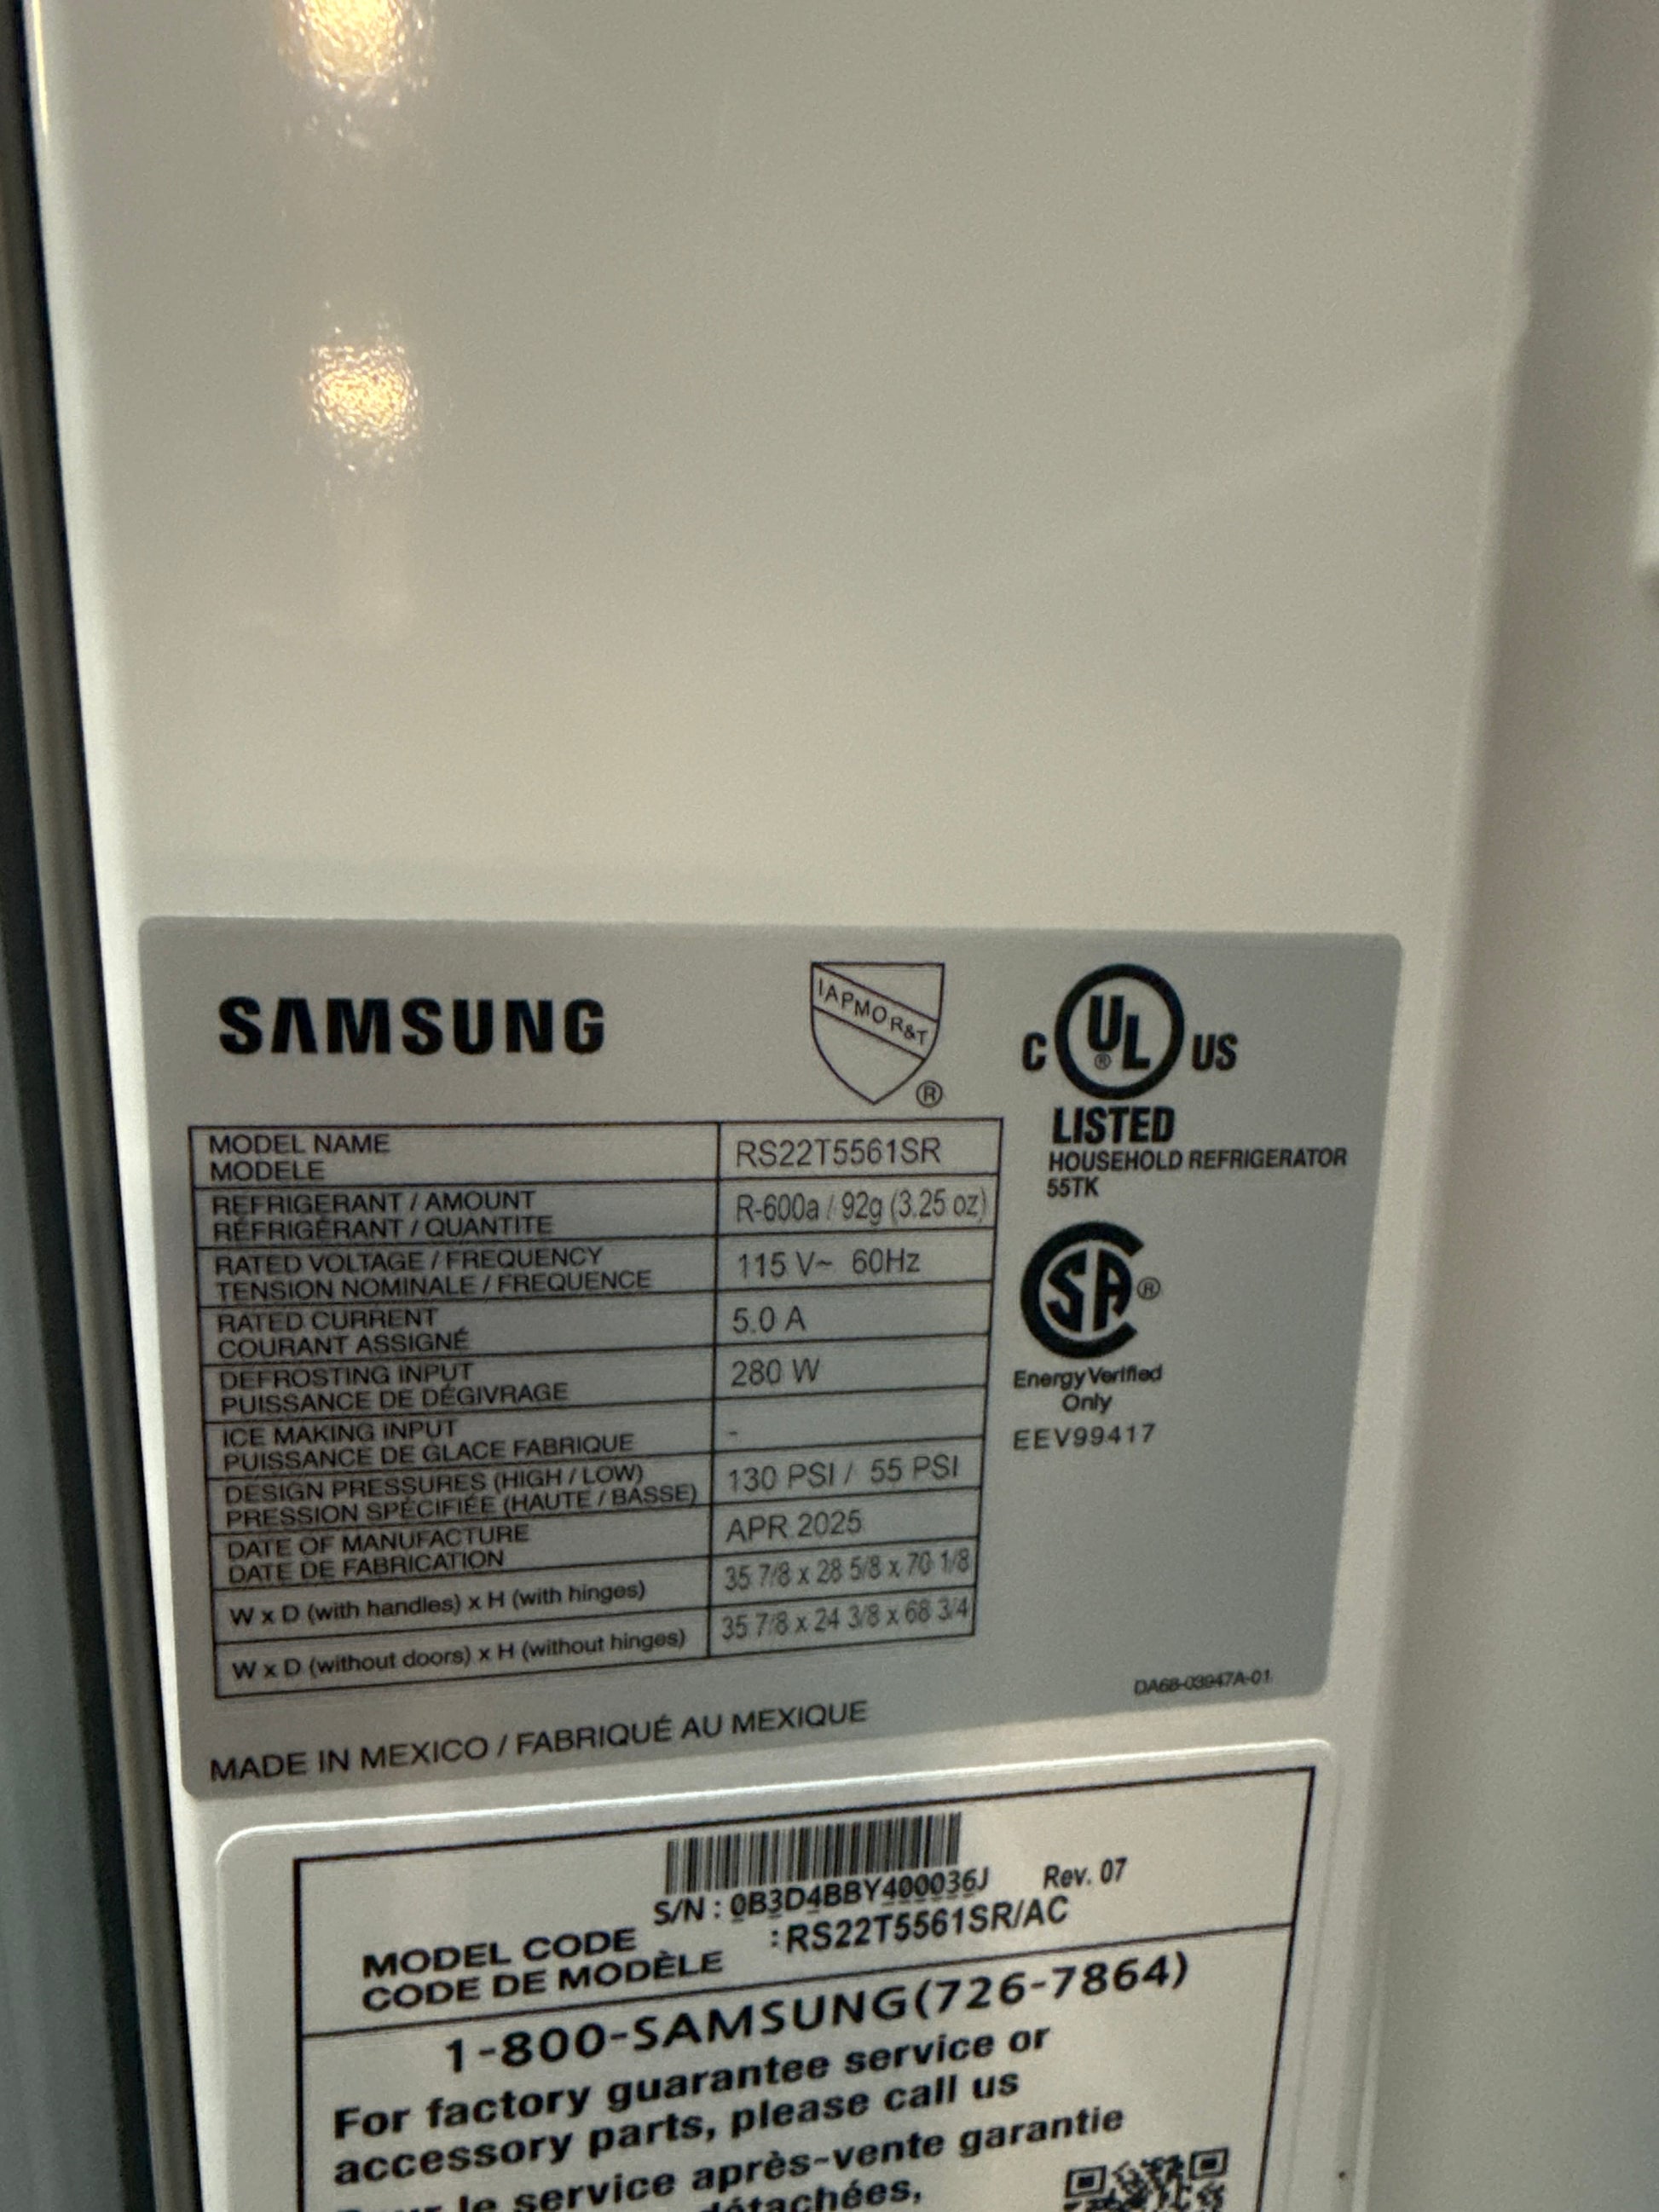 SAMSUNG
IAPMO R&T
®
C UL US
®
LISTED
HOUSEHOLD REFRIGERATOR
55TK
SA ®
Energy Verified
Only
EEV99417
MODEL NAME
MODELE
RS22T5561SR
REFRIGERANT / AMOUNT
RÉFRIGÉRANT / QUANTITE
R-600a / 92g (3.25 oz)
RATED VOLTAGE / FREQUENCY
TENSION NOMINALE / FREQUENCE
115 V~ 60Hz
RATED CURRENT
COURANT ASSIGNÉ
5.0 A
DEFROSTING INPUT
PUISSANCE DE DÉGIVRAGE
280 W
ICE MAKING INPUT
PUISSANCE DE GLACE FABRIQUE
-
DESIGN PRESSURES (HIGH / LOW)
PRESSION SPÉCIFIÉE (HAUTE / BASSE)
130 PSI / 55 PSI
DATE OF MANUFACTURE
DATE DE FABRICATION
APR.2025
W x D (with handles) x H (with hinges)
35 7/8 x 28 5/8 x 70 1/8
W x D (without doors) x H (without hinges)
35 7/8 x 24 3/8 x 68 3/4
DA68-03947A-01
MADE IN MEXICO / FABRIQUÉ AU MEXIQUE
S/N : 0B3D4BBY400036J Rev. 07
MODEL CODE
CODE DE MODÈLE
: RS22T5561SR/AC
1-800-SAMSUNG(726-7864)
For factory guarantee service or
accessory parts, please call us
le service après-vente garantie
détachées,